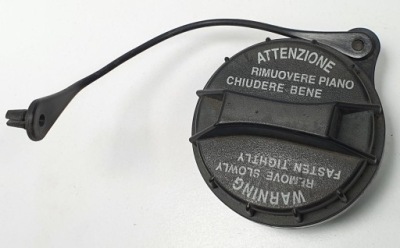 ATTENZIONE
RIMUOVERE PIANO
CHIUDERE BENE
WARNING
REMOVE SLOWLY
FASTEN TIGHTLY